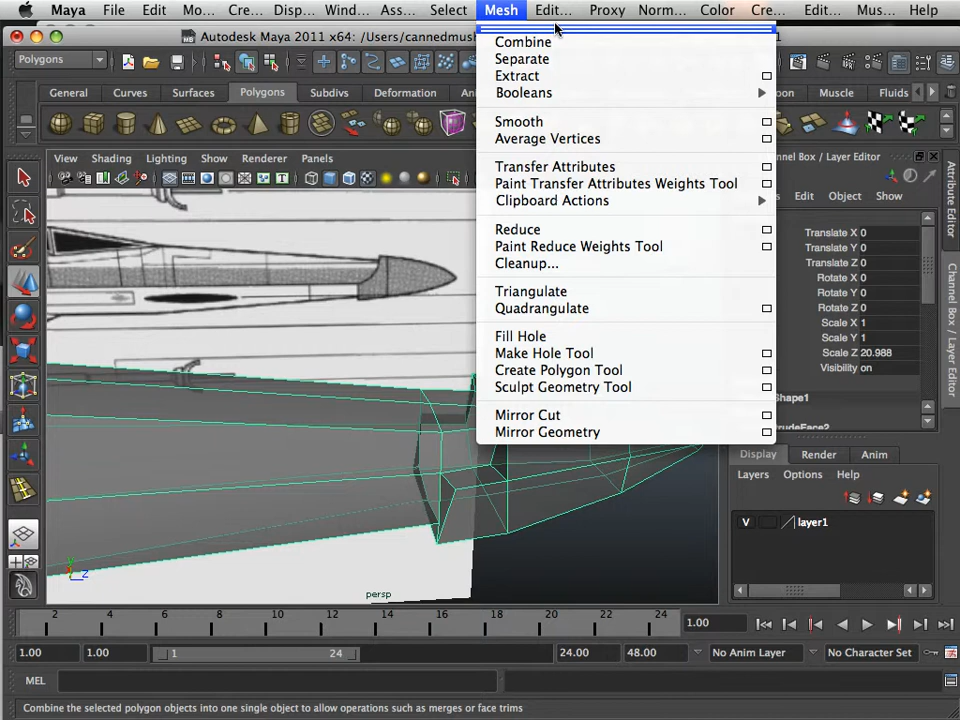 Maya File Edit Mo... Cre... Disp... Win... Ass... Select Mesh Edit... Proxy Norm... Color Cre... Edit... Mus... Help
Autodesk Maya 2011 x64: /Users/cannedmush
Polygons
General Curves Surfaces Polygons Subdivs Deformation
Muscle Fluids
View Shading Lighting Show Renderer Panels
Combine
Separate
Extract
Booleans
Smooth
Average Vertices
Transfer Attributes
Paint Transfer Attributes Weights Tool
Clipboard Actions
Reduce
Paint Reduce Weights Tool
Cleanup...
Triangulate
Quadrangulate
Fill Hole
Make Hole Tool
Create Polygon Tool
Sculpt Geometry Tool
Mirror Cut
Mirror Geometry
Box / Layer Editor
Edit Object Show
Translate X 0
Translate Y 0
Translate Z 0
Rotate X 0
Rotate Y 0
Rotate Z 0
Scale X 1
Scale Y 1
Scale Z 20.988
Visibility on
Attribute Editor
Channel Box / Layer Editor
Display Render Anim
Layers Options Help
V layer1
y
z
persp
2 4 6 8 10 12 14 16 18 20 22 24
1.00
1.00 1.00 1 24 24.00 48.00 No Anim Layer No Character Set
MEL
Combine the selected polygon objects into one single object to allow operations such as merges or face trims